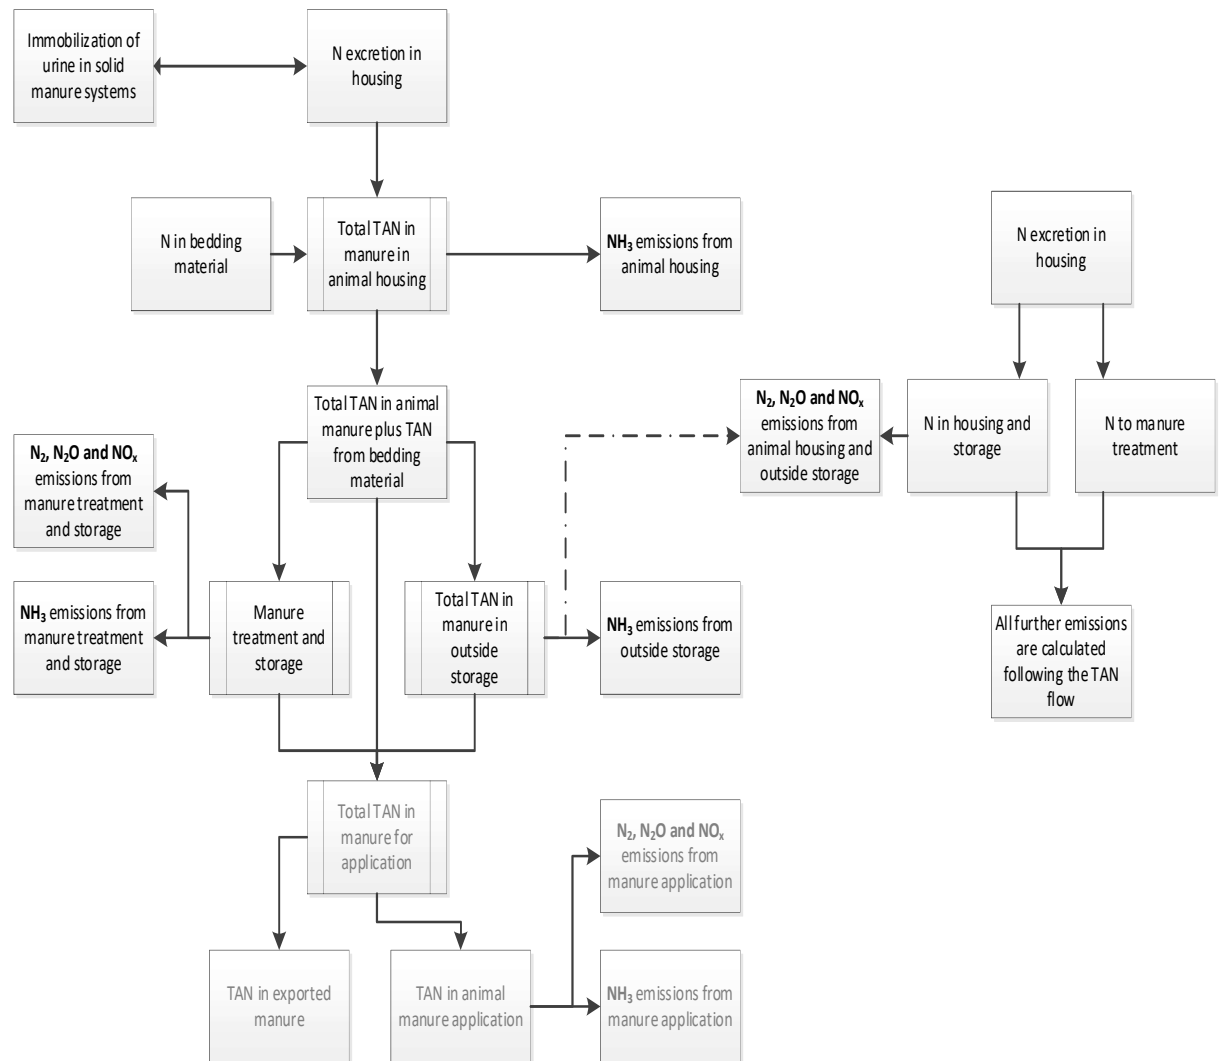 Immobilization of
urine in solid
manure systems
N excretion in
housing
N in bedding
material
Total TAN in
manure in
animal housing
NH₃ emissions from
animal housing
N excretion in
housing
Total TAN in animal
manure plus TAN
from bedding
material
N₂, N₂O and NOₓ
emissions from
animal housing and
outside storage
N in housing and
storage
N to manure
treatment
N₂, N₂O and NOₓ
emissions from
manure treatment
and storage
NH₃ emissions from
manure treatment
and storage
Manure
treatment and
storage
Total TAN in
manure in
outside
storage
NH₃ emissions from
outside storage
All further emissions
are calculated
following the TAN
flow
Total TAN in
manure for
application
N₂, N₂O and NOₓ
emissions from
manure application
TAN in exported
manure
TAN in animal
manure application
NH₃ emissions from
manure application